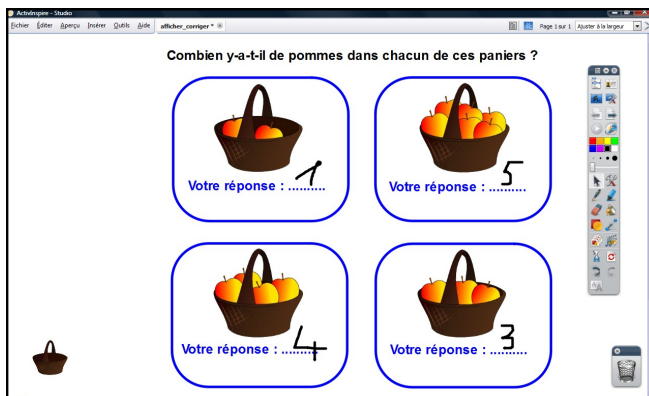 ActivInspire - Studio
Fichier Éditer Aperçu Insérer Outils Aide afficher_corriger *
Page 1 sur 1 Ajuster à la largeur
Combien y-a-t-il de pommes dans chacun de ces paniers ?
Votre réponse : .......... 1
Votre réponse : .......... 5
Votre réponse : .......... 4
Votre réponse : .......... 3